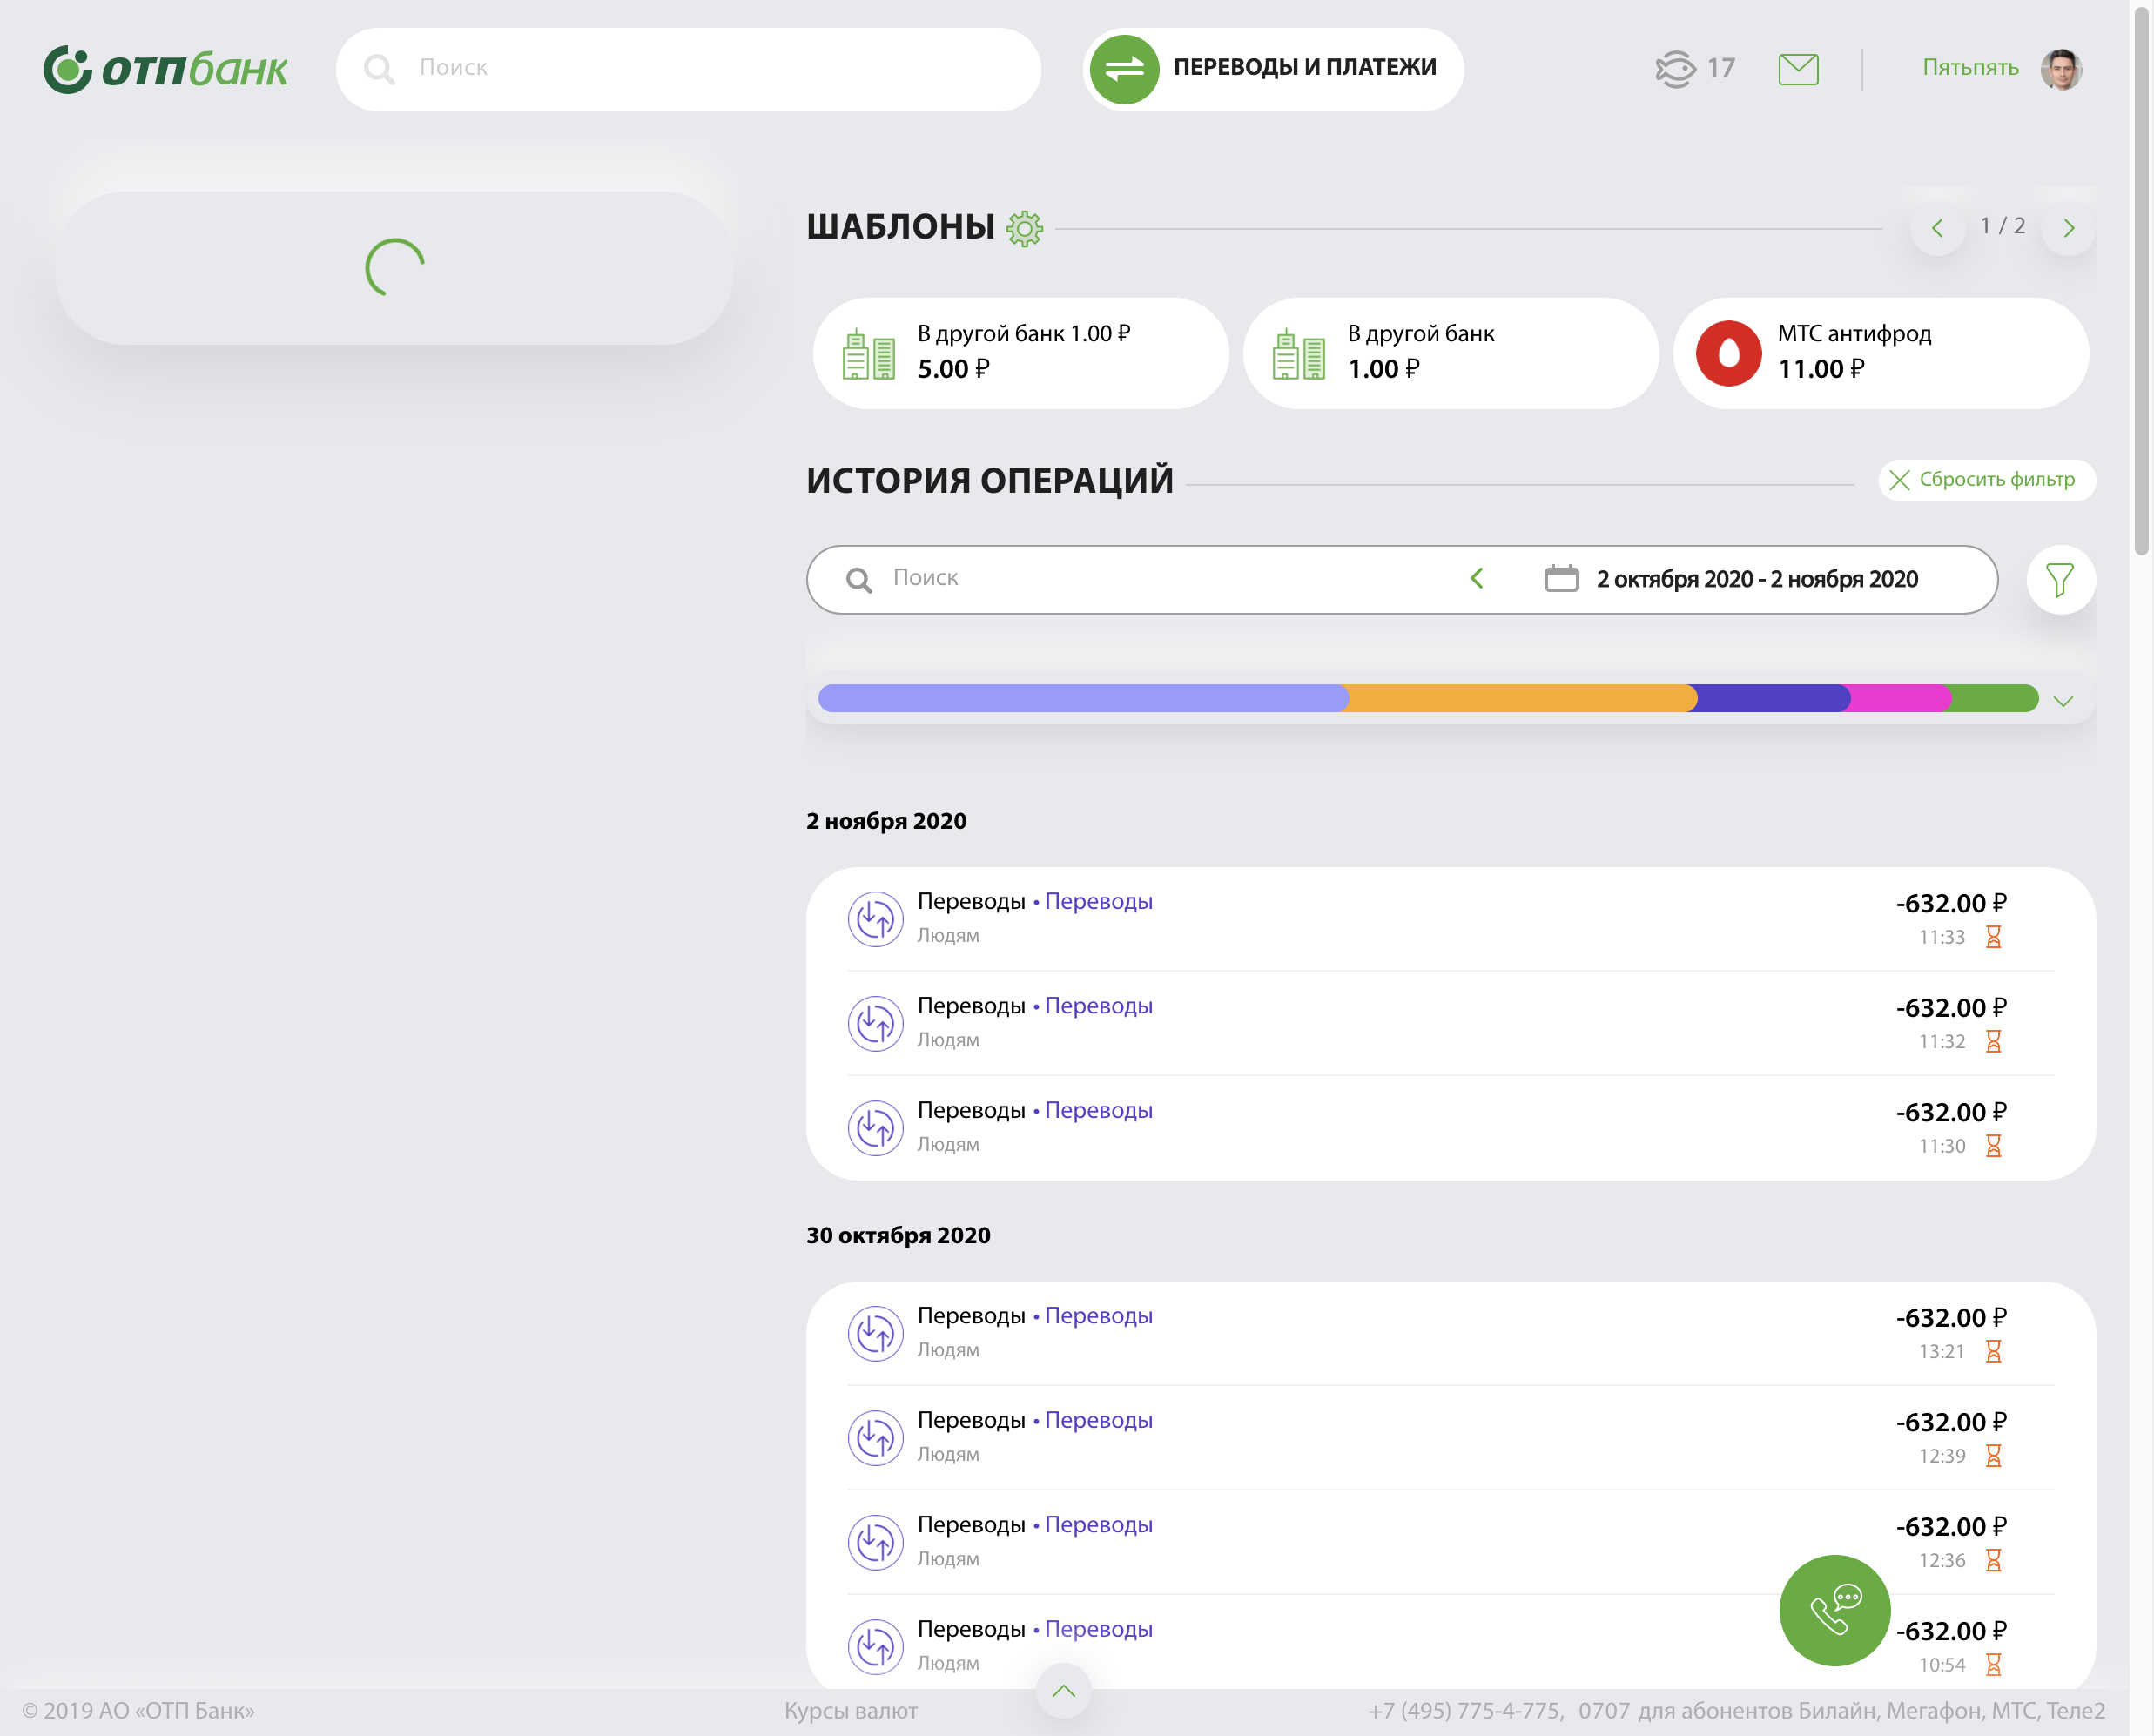 отпбанк
Поиск
ПЕРЕВОДЫ И ПЛАТЕЖИ
17
Пятьпять
ШАБЛОНЫ
1 / 2
В другой банк 1.00 ₽
5.00 ₽
В другой банк
1.00 ₽
МТС антифрод
11.00 ₽
ИСТОРИЯ ОПЕРАЦИЙ
Сбросить фильтр
Поиск
2 октября 2020 - 2 ноября 2020
2 ноября 2020
Переводы • Переводы
-632.00 ₽
Людям
11:33
Переводы • Переводы
-632.00 ₽
Людям
11:32
Переводы • Переводы
-632.00 ₽
Людям
11:30
30 октября 2020
Переводы • Переводы
-632.00 ₽
Людям
13:21
Переводы • Переводы
-632.00 ₽
Людям
12:39
Переводы • Переводы
-632.00 ₽
Людям
12:36
Переводы • Переводы
-632.00 ₽
Людям
10:54
© 2019 АО «ОТП Банк»
Курсы валют
+7 (495) 775-4-775, 0707 для абонентов Билайн, Мегафон, МТС, Теле2